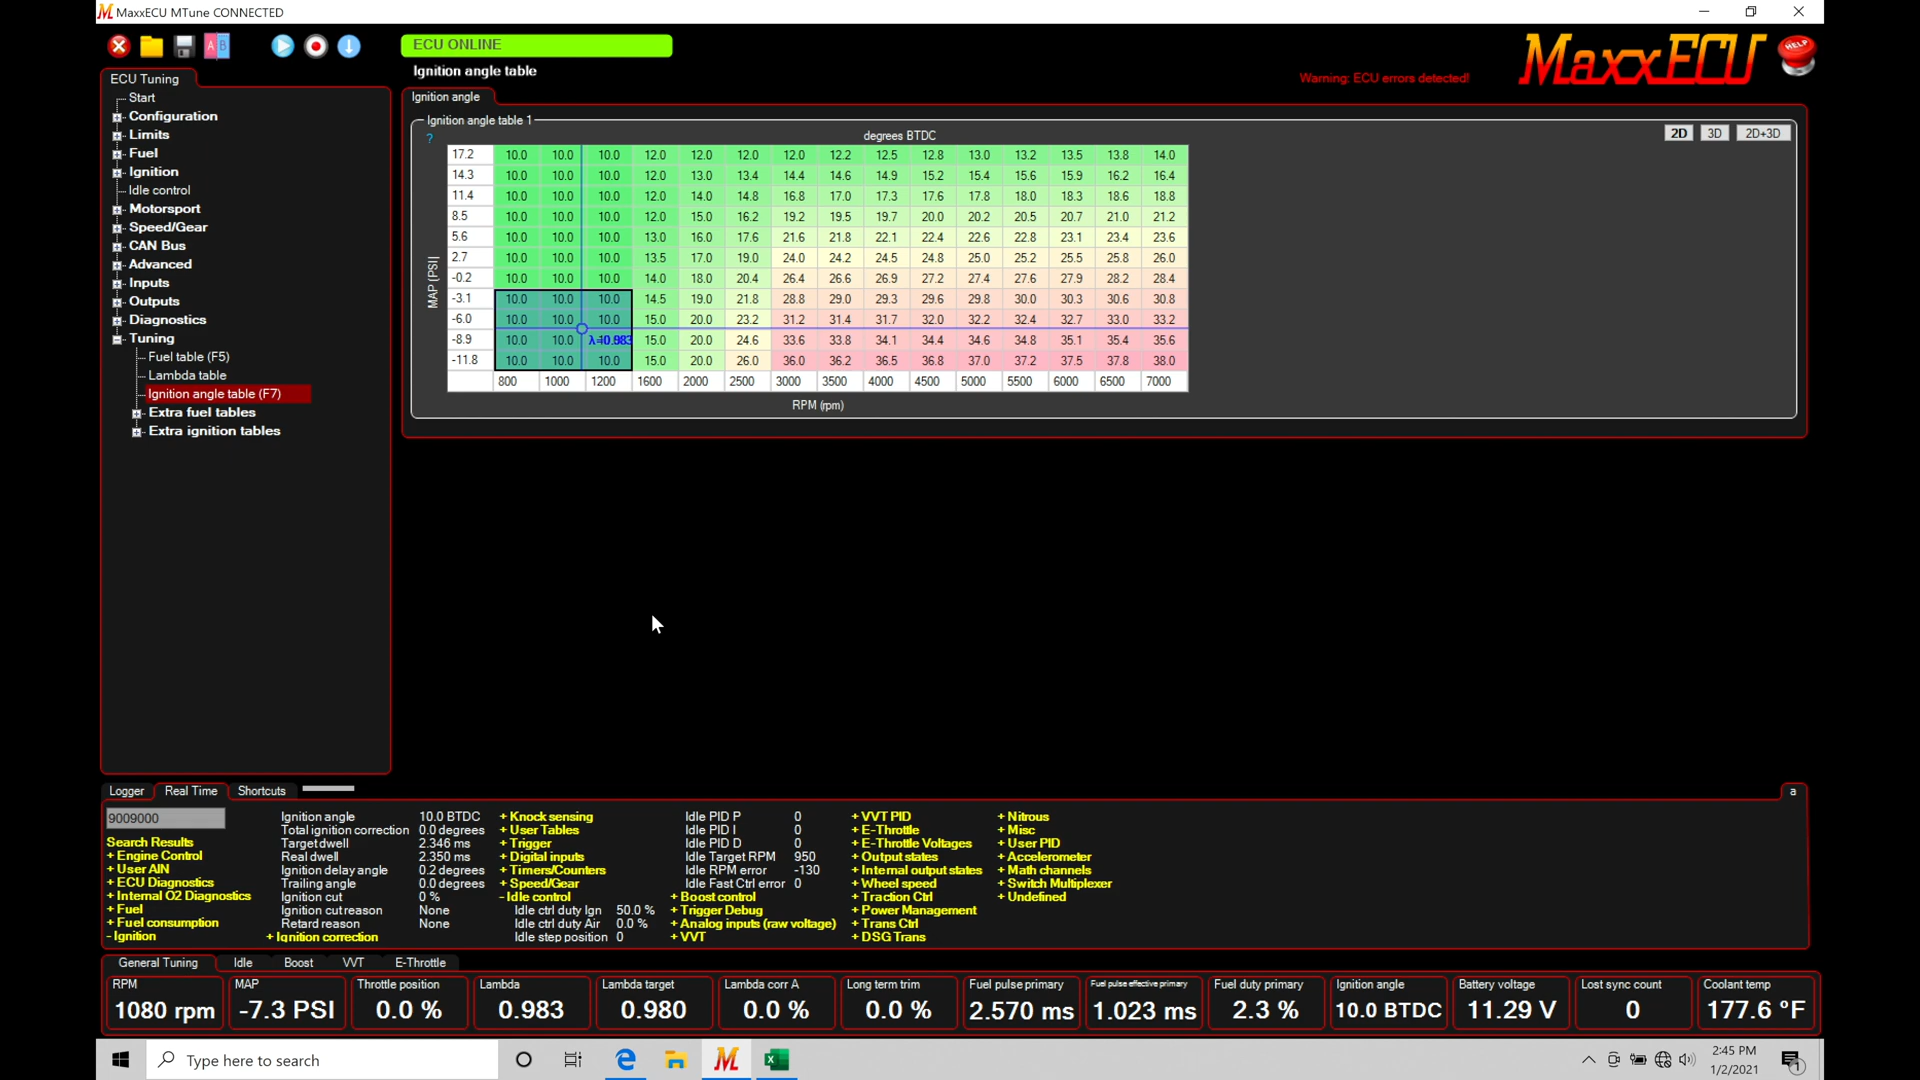 MaxxECU MTune CONNECTED
ECU ONLINE
Ignition angle table
Warning: ECU errors detected!
MaxxECU
HELP
A B
ECU Tuning
Start
Configuration
Limits
Fuel
Ignition
Idle control
Motorsport
Speed/Gear
CAN Bus
Advanced
Inputs
Outputs
Diagnostics
Tuning
Fuel table (F5)
Lambda table
Ignition angle table (F7)
Extra fuel tables
Extra ignition tables
Ignition angle
Ignition angle table 1
?
degrees BTDC
2D 3D 2D+3D
MAP [PSI]
17.2 10.0 10.0 10.0 12.0 12.0 12.0 12.0 12.2 12.5 12.8 13.0 13.2 13.5 13.8 14.0
14.3 10.0 10.0 10.0 12.0 13.0 13.4 14.4 14.6 14.9 15.2 15.4 15.6 15.9 16.2 16.4
11.4 10.0 10.0 10.0 12.0 14.0 14.8 16.8 17.0 17.3 17.6 17.8 18.0 18.3 18.6 18.8
8.5 10.0 10.0 10.0 12.0 15.0 16.2 19.2 19.5 19.7 20.0 20.2 20.5 20.7 21.0 21.2
5.6 10.0 10.0 10.0 13.0 16.0 17.6 21.6 21.8 22.1 22.4 22.6 22.8 23.1 23.4 23.6
2.7 10.0 10.0 10.0 13.5 17.0 19.0 24.0 24.2 24.5 24.8 25.0 25.2 25.5 25.8 26.0
-0.2 10.0 10.0 10.0 14.0 18.0 20.4 26.4 26.6 26.9 27.2 27.4 27.6 27.9 28.2 28.4
-3.1 10.0 10.0 10.0 14.5 19.0 21.8 28.8 29.0 29.3 29.6 29.8 30.0 30.3 30.6 30.8
-6.0 10.0 10.0 10.0 15.0 20.0 23.2 31.2 31.4 31.7 32.0 32.2 32.4 32.7 33.0 33.2
-8.9 10.0 10.0 λ=0.983 15.0 20.0 24.6 33.6 33.8 34.1 34.4 34.6 34.8 35.1 35.4 35.6
-11.8 10.0 10.0 10.0 15.0 20.0 26.0 36.0 36.2 36.5 36.8 37.0 37.2 37.5 37.8 38.0
800 1000 1200 1600 2000 2500 3000 3500 4000 4500 5000 5500 6000 6500 7000
RPM (rpm)
Logger Real Time Shortcuts
a
9009000
Search Results
+ Engine Control
+ User AIN
+ ECU Diagnostics
+ Internal O2 Diagnostics
+ Fuel
+ Fuel consumption
- Ignition
Ignition angle 10.0 BTDC
Total ignition correction 0.0 degrees
Target dwell 2.346 ms
Real dwell 2.350 ms
Ignition delay angle 0.2 degrees
Trailing angle 0.0 degrees
Ignition cut 0 %
Ignition cut reason None
Retard reason None
+ Ignition correction
+ Knock sensing
+ User Tables
+ Trigger
+ Digital inputs
+ Timers/Counters
+ Speed/Gear
- Idle control
Idle ctrl duty Ign 50.0 %
Idle ctrl duty Air 0.0 %
Idle step position 0
Idle PID P 0
Idle PID I 0
Idle PID D 0
Idle Target RPM 950
Idle RPM error -130
Idle Fast Ctrl error 0
+ Boost control
+ Trigger Debug
+ Analog inputs (raw voltage)
+ VVT
+ VVT PID
+ E-Throttle
+ E-Throttle Voltages
+ Output states
+ Internal output states
+ Wheel speed
+ Traction Ctrl
+ Power Management
+ Trans Ctrl
+ DSG Trans
+ Nitrous
+ Misc
+ User PID
+ Accelerometer
+ Math channels
+ Switch Multiplexer
+ Undefined
General Tuning Idle Boost VVT E-Throttle
RPM
1080 rpm
MAP
-7.3 PSI
Throttle position
0.0 %
Lambda
0.983
Lambda target
0.980
Lambda corr A
0.0 %
Long term trim
0.0 %
Fuel pulse primary
2.570 ms
Fuel pulse effective primary
1.023 ms
Fuel duty primary
2.3 %
Ignition angle
10.0 BTDC
Battery voltage
11.29 V
Lost sync count
0
Coolant temp
177.6 °F
Type here to search
2:45 PM
1/2/2021
1